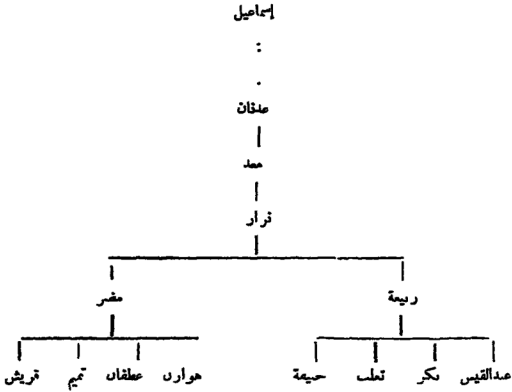 إسماعيل
:
.
عدنان
معد
نزار
ربيعة مضر
عبدالقيس بكر تغلب حنيفة هوازن غطفان تميم قريش